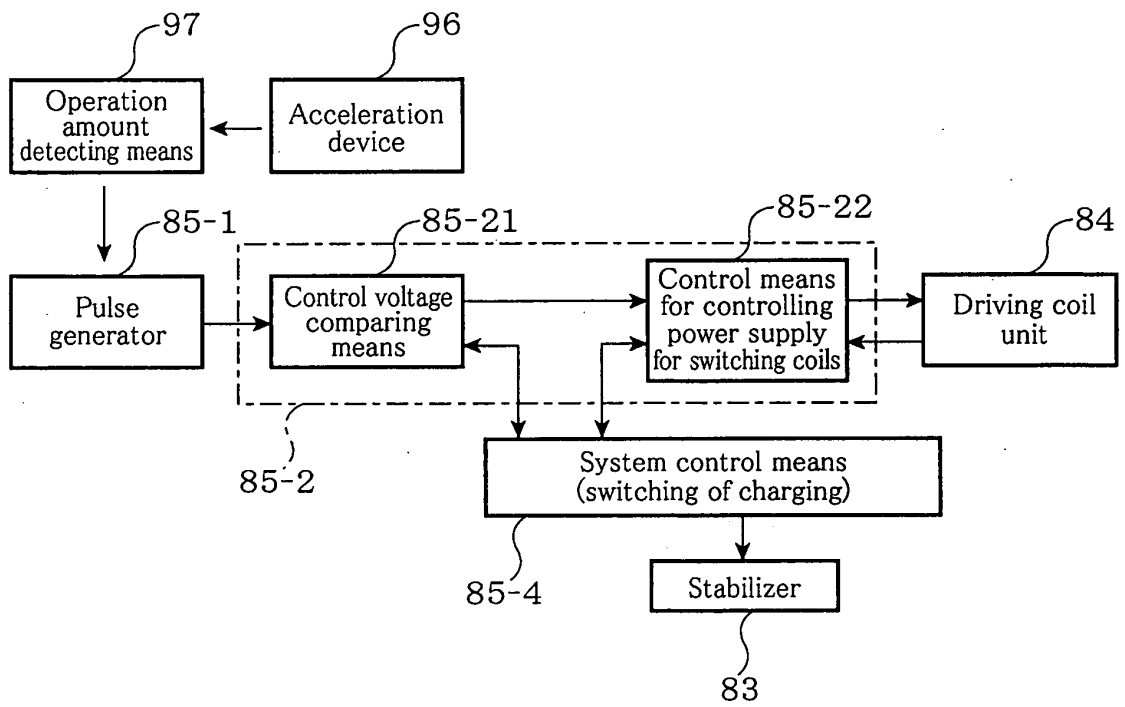 97
96
Operation
amount
detecting means
Acceleration
device
85-1
85-21
85-22
84
Pulse
generator
Control voltage
comparing
means
Control means
for controlling
power supply
for switching coils
Driving coil
unit
85-2
System control means
(switching of charging)
85-4
Stabilizer
83